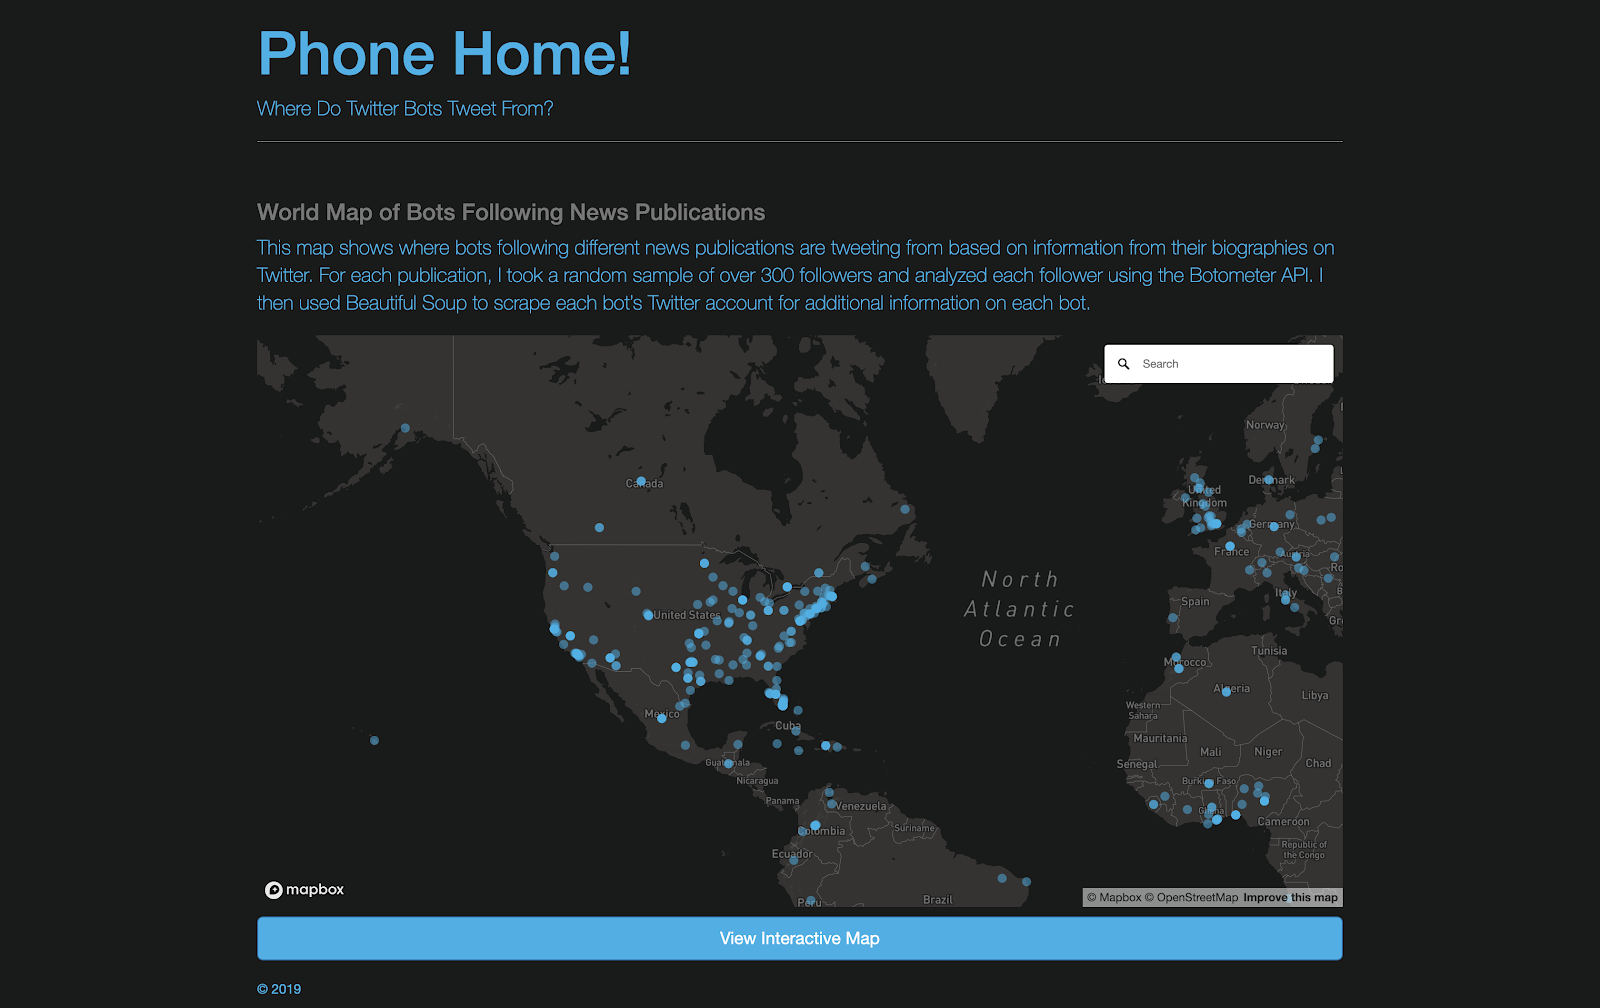 Phone Home!
Where Do Twitter Bots Tweet From?
World Map of Bots Following News Publications
This map shows where bots following different news publications are tweeting from based on information from their biographies on
Twitter. For each publication, I took a random sample of over 300 followers and analyzed each follower using the Botometer API. I
then used Beautiful Soup to scrape each bot's Twitter account for additional information on each bot.
Search
Norway
Canada
Denmark
United
Kingdom
Germany
France
Austria
North
Atlantic
Ocean
Italy
Spain
United States
Tunisia
Morocco
Algeria
Libya
Western
Sahara
Mexico
Cuba
Mauritania
Mali
Niger
Chad
Senegal
Guatemala
Nicaragua
Burkina Faso
Panama
Venezuela
Ghana
Cameroon
Suriname
Colombia
Republic of
the Congo
Ecuador
Peru
Brazil
mapbox
© Mapbox © OpenStreetMap Improve this map
View Interactive Map
© 2019